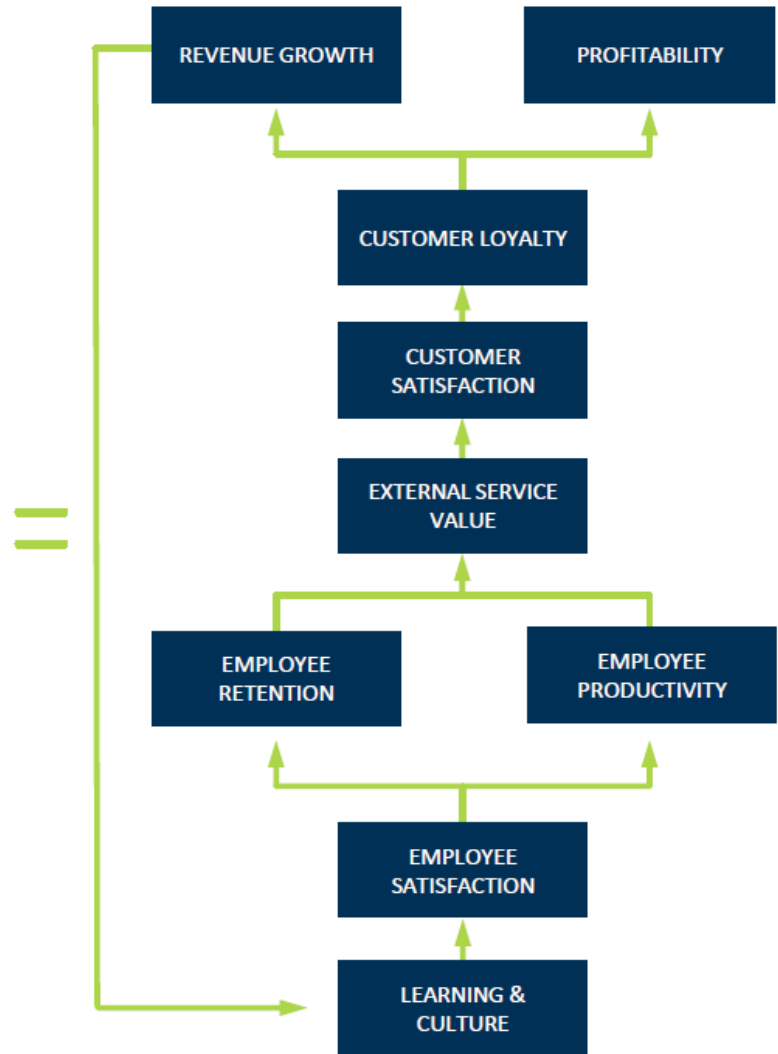 REVENUE GROWTH
PROFITABILITY
CUSTOMER LOYALTY
CUSTOMER
SATISFACTION
EXTERNAL SERVICE
VALUE
EMPLOYEE
RETENTION
EMPLOYEE
PRODUCTIVITY
EMPLOYEE
SATISFACTION
LEARNING &
CULTURE